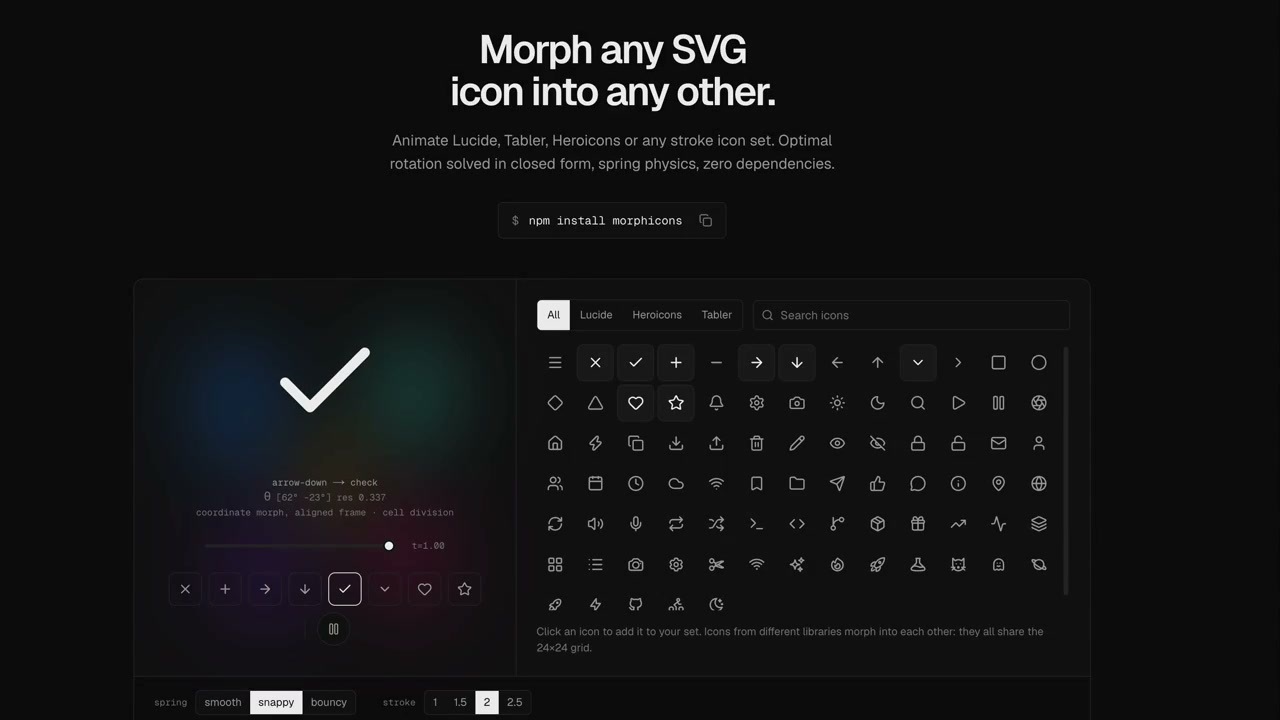 Morph any SVG
icon into any other.
Animate Lucide, Tabler, Heroicons or any stroke icon set. Optimal
rotation solved in closed form, spring physics, zero dependencies.
$ npm install morphicons
All Lucide Heroicons Tabler Search icons
arrow-down → check
θ [62° -23°] res 0.337
coordinate morph, aligned frame · cell division
t=1.00
Click an icon to add it to your set. Icons from different libraries morph into each other: they all share the
24×24 grid.
spring smooth snappy bouncy stroke 1 1.5 2 2.5